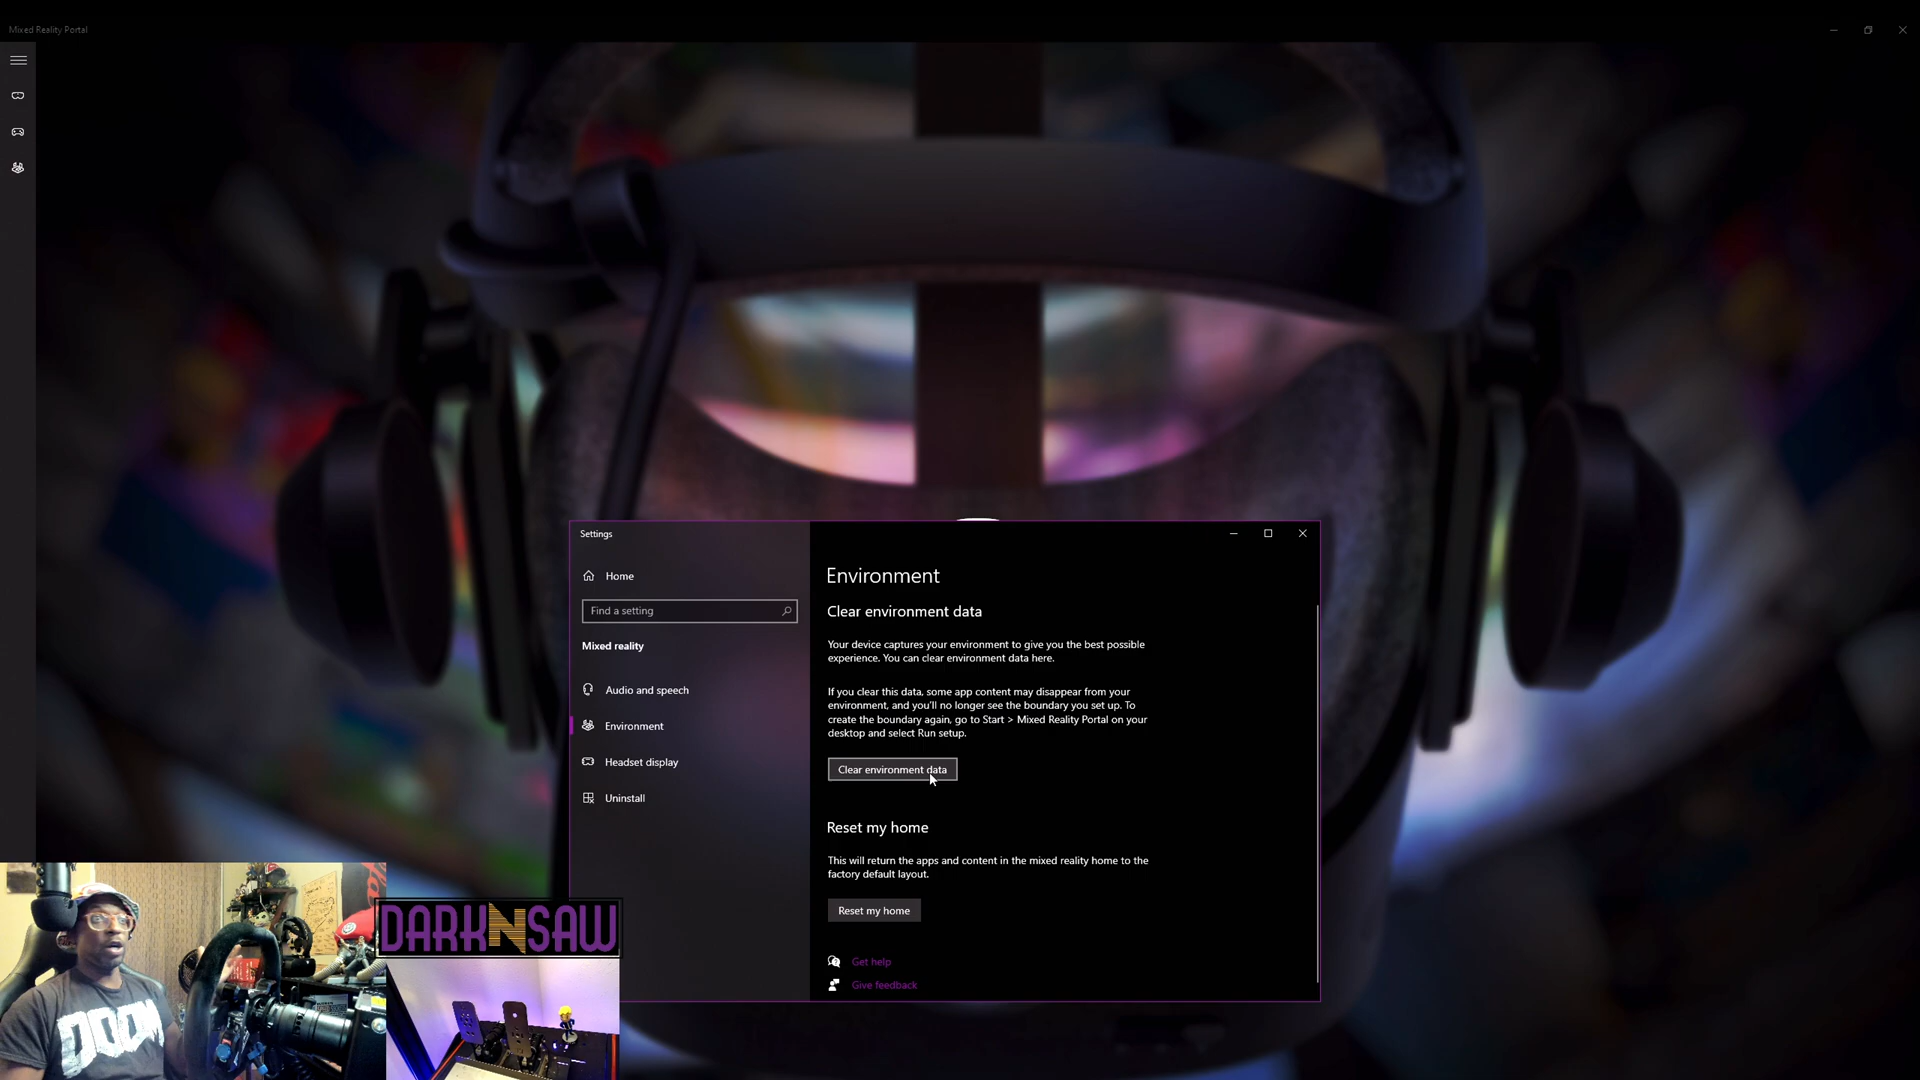 Mixed Reality Portal
Settings
Home
Find a setting
Mixed reality
Audio and speech
Environment
Headset display
Uninstall
Environment
Clear environment data
Your device captures your environment to give you the best possible
experience. You can clear environment data here.
If you clear this data, some app content may disappear from your
environment, and you'll no longer see the boundary you set up. To
create the boundary again, go to Start > Mixed Reality Portal on your
desktop and select Run setup.
Clear environment data
Reset my home
This will return the apps and content in the mixed reality home to the
factory default layout.
Reset my home
Get help
Give feedback
DARKNSAW
DOOM